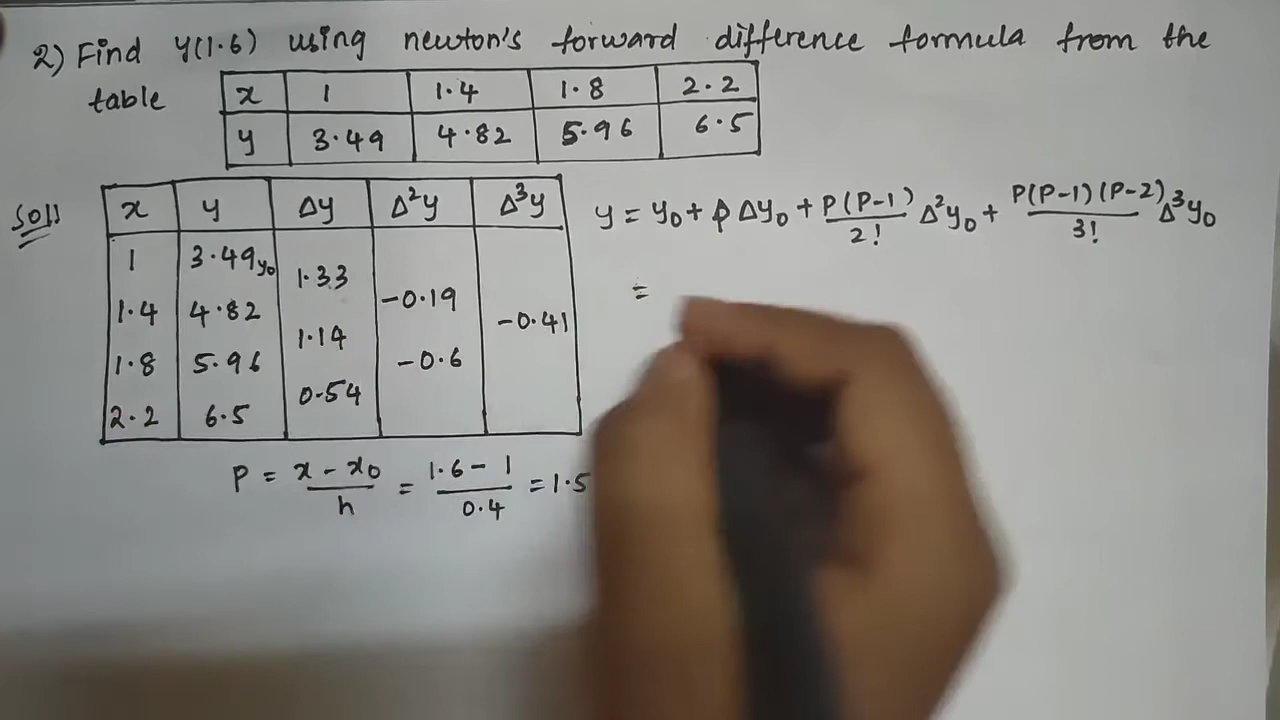 2) Find y(1.6) using newton's forward difference formula from the
table
x 1 1.4 1.8 2.2
y 3.49 4.82 5.96 6.5
Soln
x y Δy Δ²y Δ³y
1 3.49 y₀
1.33
-0.19
1.4 4.82
-0.41
1.14
1.8 5.96
-0.6
0.54
2.2 6.5
y = y₀ + p Δy₀ + P(P-1)/2! Δ²y₀ + P(P-1)(P-2)/3! Δ³y₀
=
P = x - x₀/h = 1.6 - 1/0.4 = 1.5